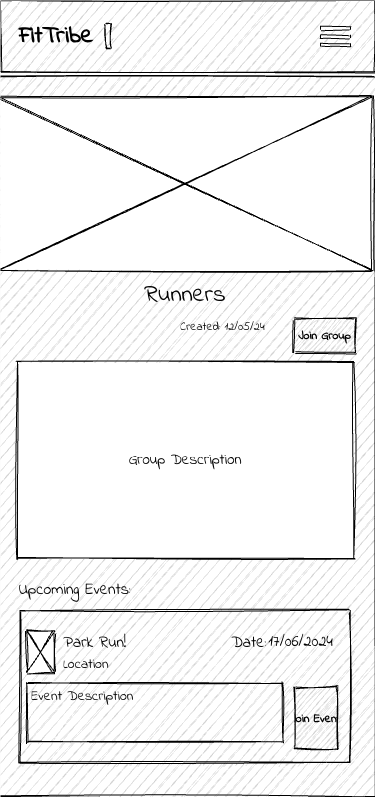 FitTribe
Runners
Created: 12/05/24
Join Group
Group Description
Upcoming Events:
Park Run!
Date:17/06/2024
Location
Event Description
oin Even